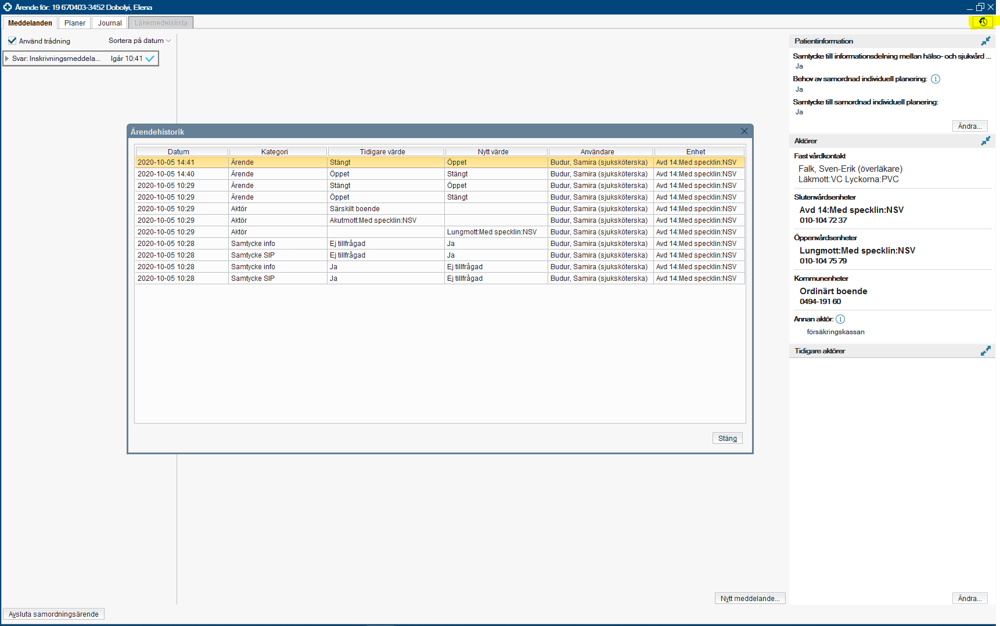 Ärende för: 19 670403-3452 Dobolyi, Elena
Meddelanden Planer Journal Läkemedelslista
Använd trådning Sortera på datum
Svar: Inskrivningsmeddela... Igår 10:41
Ärendehistorik
Datum Kategori Tidigare värde Nytt värde Användare Enhet
2020-10-05 14:41 Ärende Stängt Öppet Budur, Samira (sjuksköterska) Avd 14:Med specklin:NSV
2020-10-05 14:40 Ärende Öppet Stängt Budur, Samira (sjuksköterska) Avd 14:Med specklin:NSV
2020-10-05 10:29 Ärende Stängt Öppet Budur, Samira (sjuksköterska) Avd 14:Med specklin:NSV
2020-10-05 10:29 Ärende Öppet Stängt Budur, Samira (sjuksköterska) Avd 14:Med specklin:NSV
2020-10-05 10:29 Aktör Särskilt boende Budur, Samira (sjuksköterska) Avd 14:Med specklin:NSV
2020-10-05 10:29 Aktör Akutmott:Med specklin:NSV Budur, Samira (sjuksköterska) Avd 14:Med specklin:NSV
2020-10-05 10:29 Aktör Lungmott:Med specklin:NSV Budur, Samira (sjuksköterska) Avd 14:Med specklin:NSV
2020-10-05 10:28 Samtycke info Ej tillfrågad Ja Budur, Samira (sjuksköterska) Avd 14:Med specklin:NSV
2020-10-05 10:28 Samtycke SIP Ej tillfrågad Ja Budur, Samira (sjuksköterska) Avd 14:Med specklin:NSV
2020-10-05 10:28 Samtycke info Ja Ej tillfrågad Budur, Samira (sjuksköterska) Avd 14:Med specklin:NSV
2020-10-05 10:28 Samtycke SIP Ja Ej tillfrågad Budur, Samira (sjuksköterska) Avd 14:Med specklin:NSV
Stäng
Patientinformation
Samtycke till informationsdelning mellan hälso- och sjukvård ...
Ja
Behov av samordnad individuell planering:
Ja
Samtycke till samordnad individuell planering:
Ja
Ändra...
Aktörer
Fast vårdkontakt
Falk, Sven-Erik (överläkare)
Läkmott:VC Lyckorna:PVC
Slutenvårdsenheter
Avd 14:Med specklin:NSV
010-104 72 37
Öppenvårdsenheter
Lungmott:Med specklin:NSV
010-104 75 79
Kommunenheter
Ordinärt boende
0494-191 60
Annan aktör:
försäkringskassan
Tidigare aktörer
Nytt meddelande... Ändra...
Avsluta samordningsärende